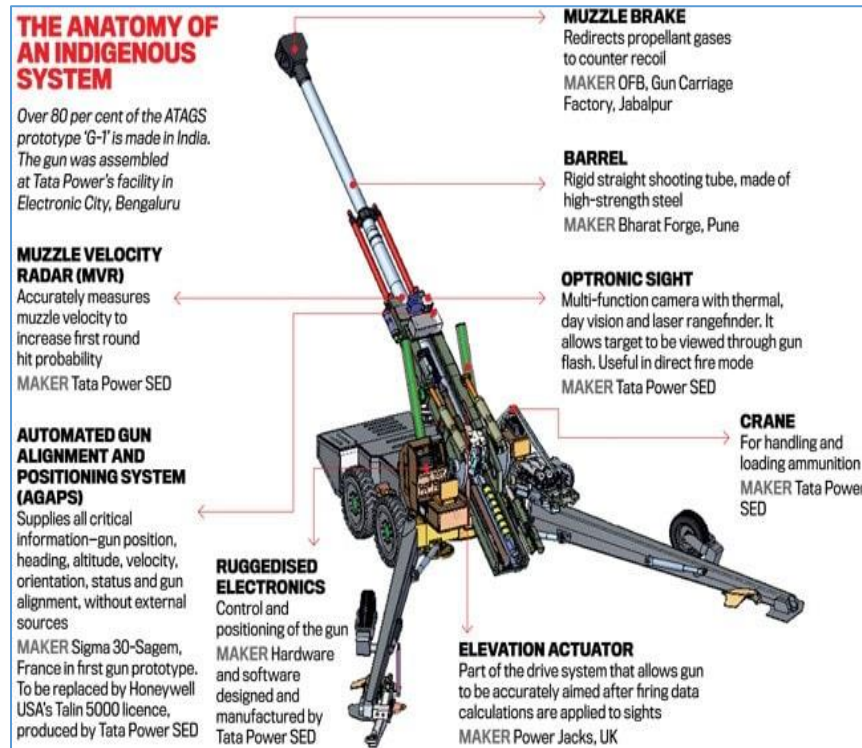 THE ANATOMY OF
AN INDIGENOUS
SYSTEM
Over 80 per cent of the ATAGS
prototype ‘G-1’ is made in India.
The gun was assembled
at Tata Power's facility in
Electronic City, Bengaluru
MUZZLE VELOCITY
RADAR (MVR)
Accurately measures
muzzle velocity to
increase first round
hit probability
MAKER Tata Power SED
AUTOMATED GUN
ALIGNMENT AND
POSITIONING SYSTEM
(AGAPS)
Supplies all critical
information–gun position,
heading, altitude, velocity,
orientation, status and gun
alignment, without external
sources
MAKER Sigma 30-Sagem,
France in first gun prototype.
To be replaced by Honeywell
USA's Talin 5000 licence,
produced by Tata Power SED
RUGGEDISED
ELECTRONICS
Control and
positioning of the gun
MAKER Hardware
and software
designed and
manufactured by
Tata Power SED
MUZZLE BRAKE
Redirects propellant gases
to counter recoil
MAKER OFB, Gun Carriage
Factory, Jabalpur
BARREL
Rigid straight shooting tube, made of
high-strength steel
MAKER Bharat Forge, Pune
OPTRONIC SIGHT
Multi-function camera with thermal,
day vision and laser rangefinder. It
allows target to be viewed through gun
flash. Useful in direct fire mode
MAKER Tata Power SED
CRANE
For handling and
loading ammunition
MAKER Tata Power
SED
ELEVATION ACTUATOR
Part of the drive system that allows gun
to be accurately aimed after firing data
calculations are applied to sights
MAKER Power Jacks, UK